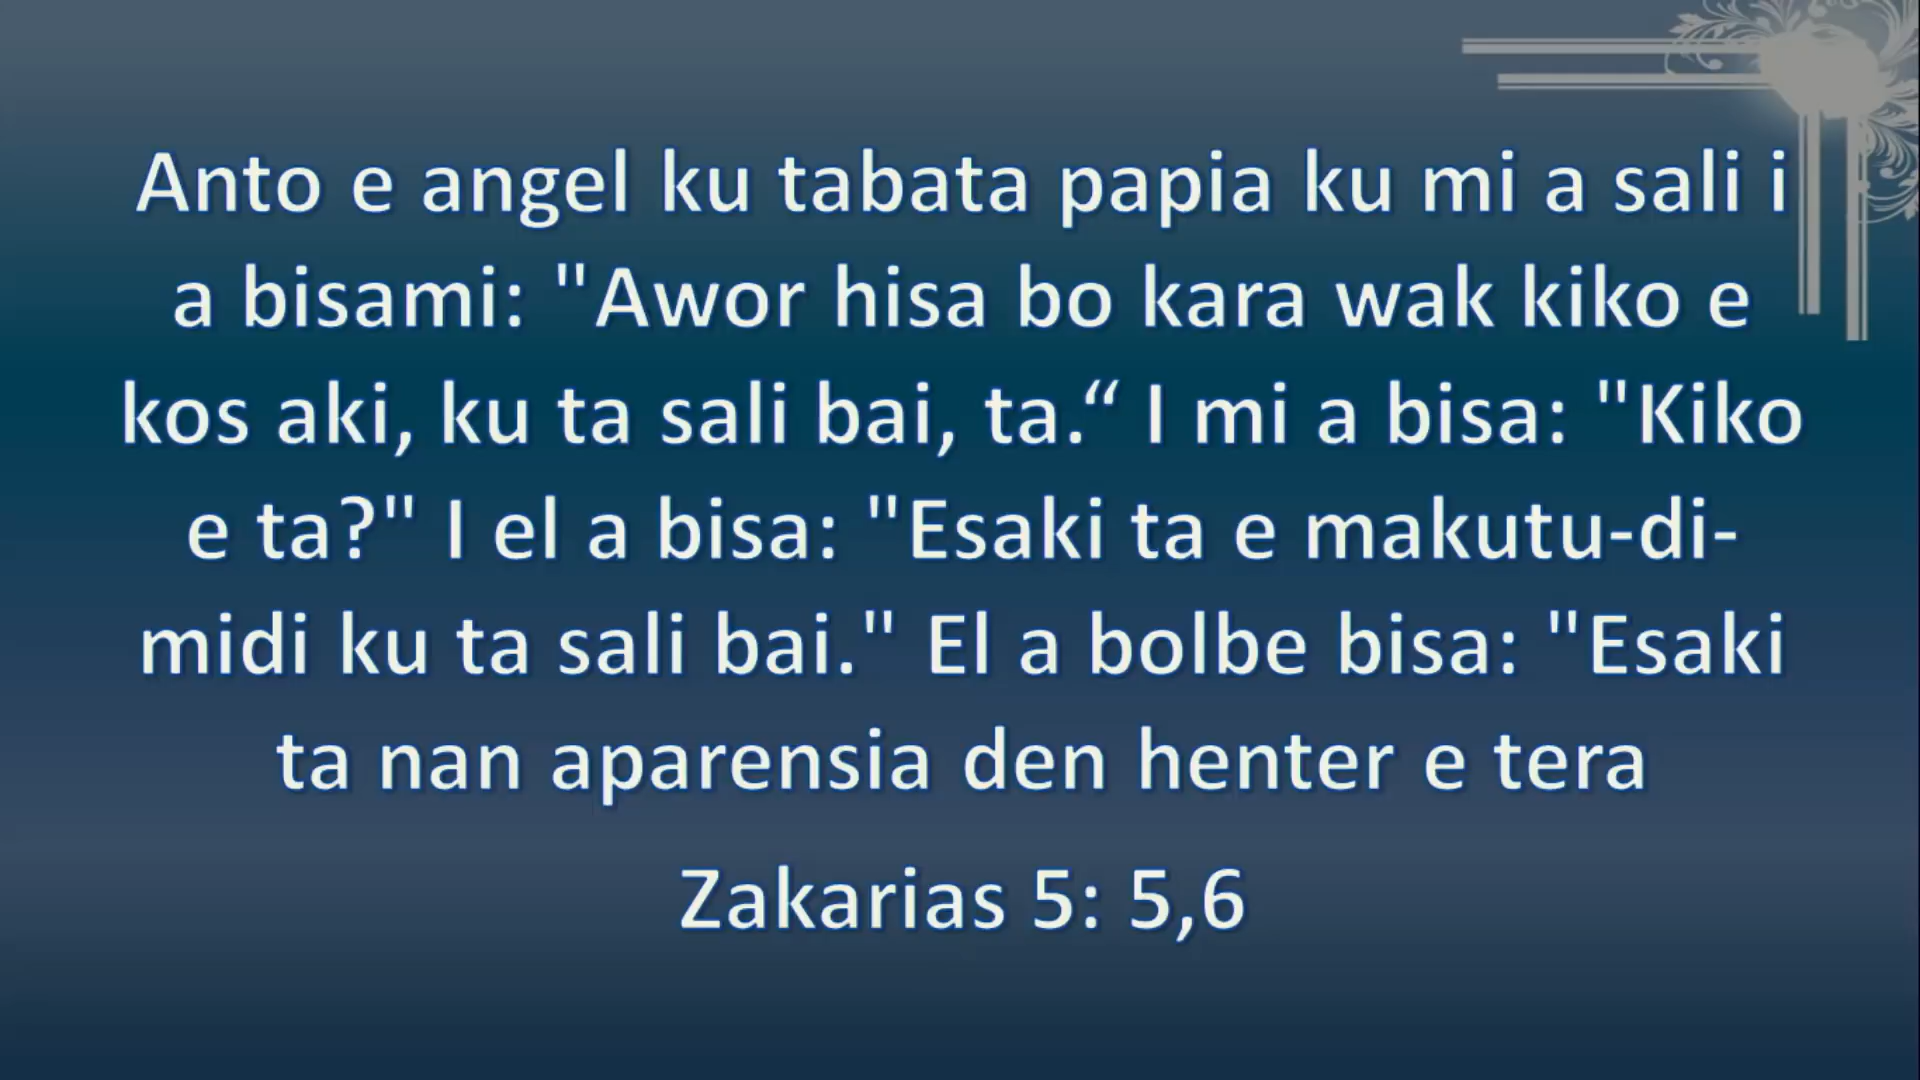 Anto e angel ku tabata papia ku mi a sali i
a bisami: "Awor hisa bo kara wak kiko e
kos aki, ku ta sali bai, ta.“ I mi a bisa: "Kiko
e ta?" I el a bisa: "Esaki ta e makutu-di-
midi ku ta sali bai." El a bolbe bisa: "Esaki
ta nan aparensia den henter e tera
Zakarias 5: 5,6